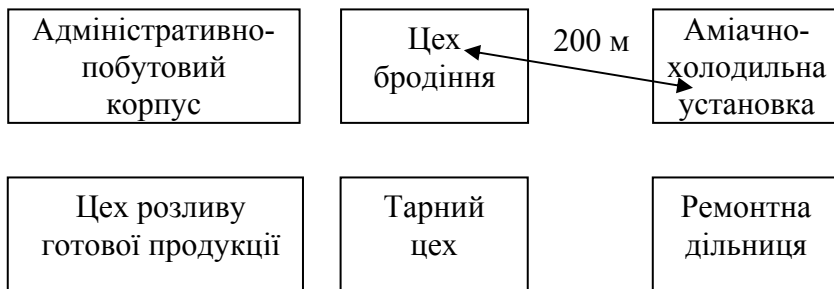 Адміністративно-
побутовий
корпус
Цех
бродіння
200 м
Аміачно-
холодильна
установка
Цех розливу
готової продукції
Тарний
цех
Ремонтна
дільниця